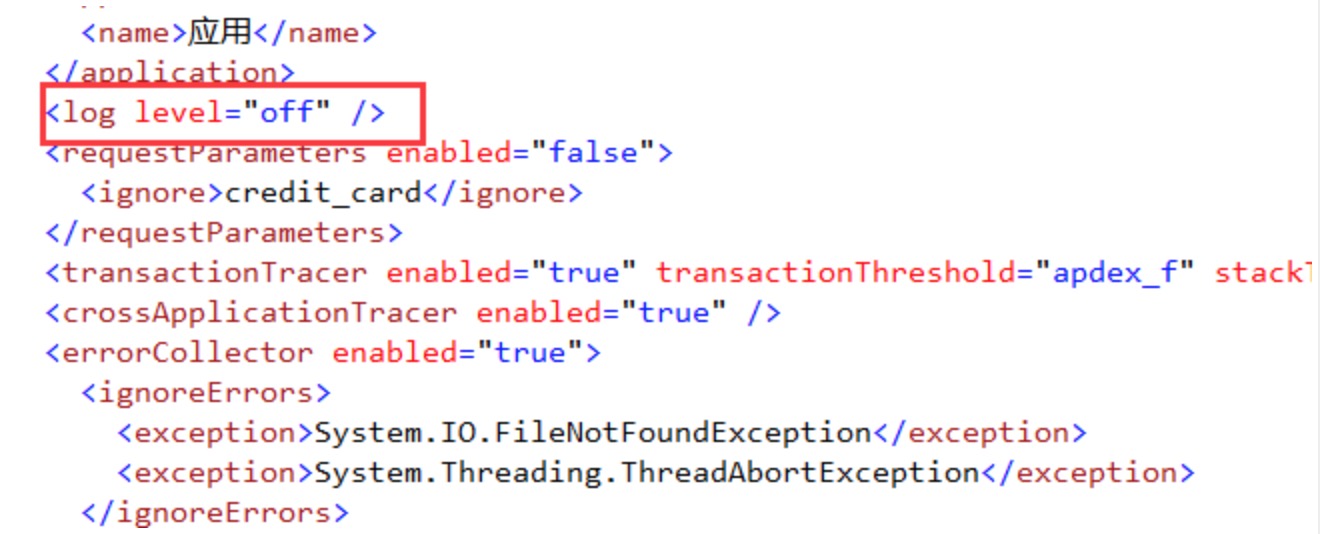 <name>应用</name>
</application>
<log level="off" />
<requestParameters enabled="false">
<ignore>credit_card</ignore>
</requestParameters>
<transactionTracer enabled="true" transactionThreshold="apdex_f" stack
<crossApplicationTracer enabled="true" />
<errorCollector enabled="true">
<ignoreErrors>
<exception>System.IO.FileNotFoundException</exception>
<exception>System.Threading.ThreadAbortException</exception>
</ignoreErrors>